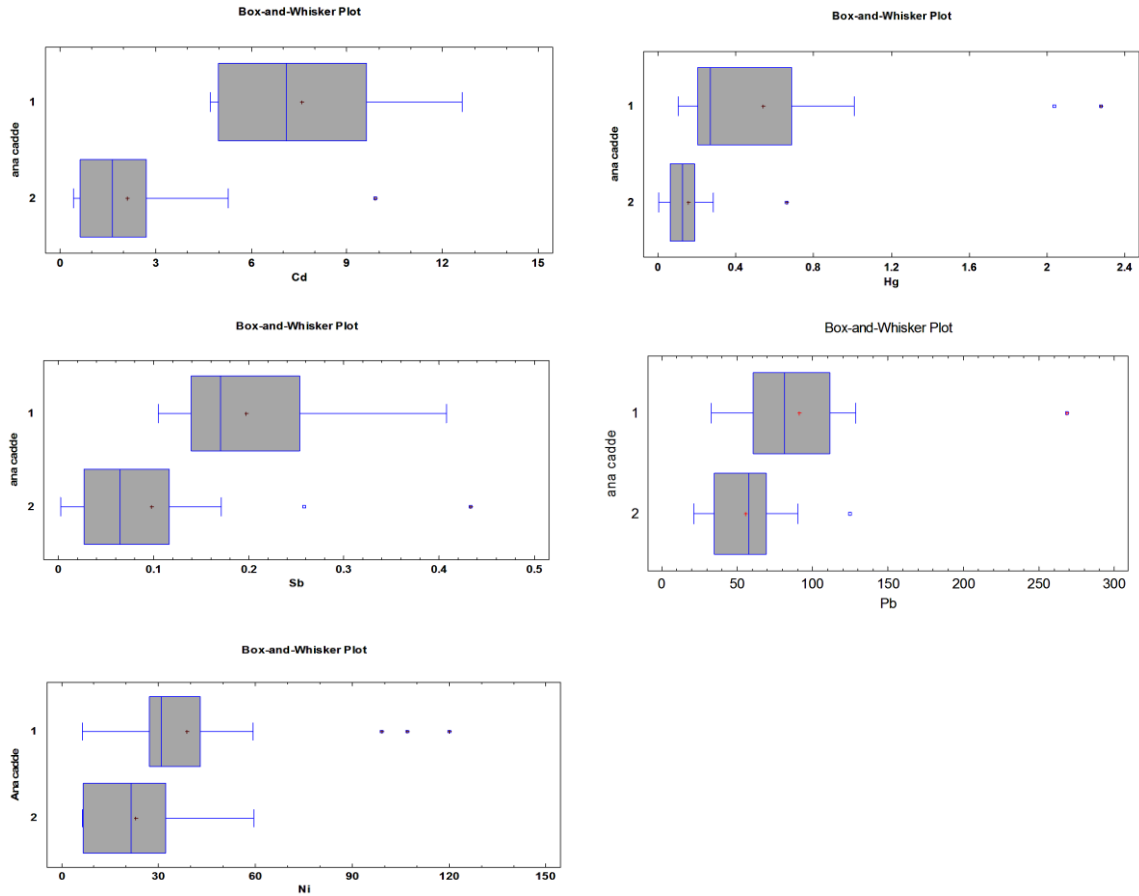 Box-and-Whisker Plot
ana cadde
1
2
0 3 6 9 12 15
Cd
Box-and-Whisker Plot
ana cadde
1
2
0 0.4 0.8 1.2 1.6 2 2.4
Hg
Box-and-Whisker Plot
ana cadde
1
2
0 0.1 0.2 0.3 0.4 0.5
Sb
Box-and-Whisker Plot
ana cadde
1
2
0 50 100 150 200 250 300
Pb
Box-and-Whisker Plot
Ana cadde
1
2
0 30 60 90 120 150
Ni